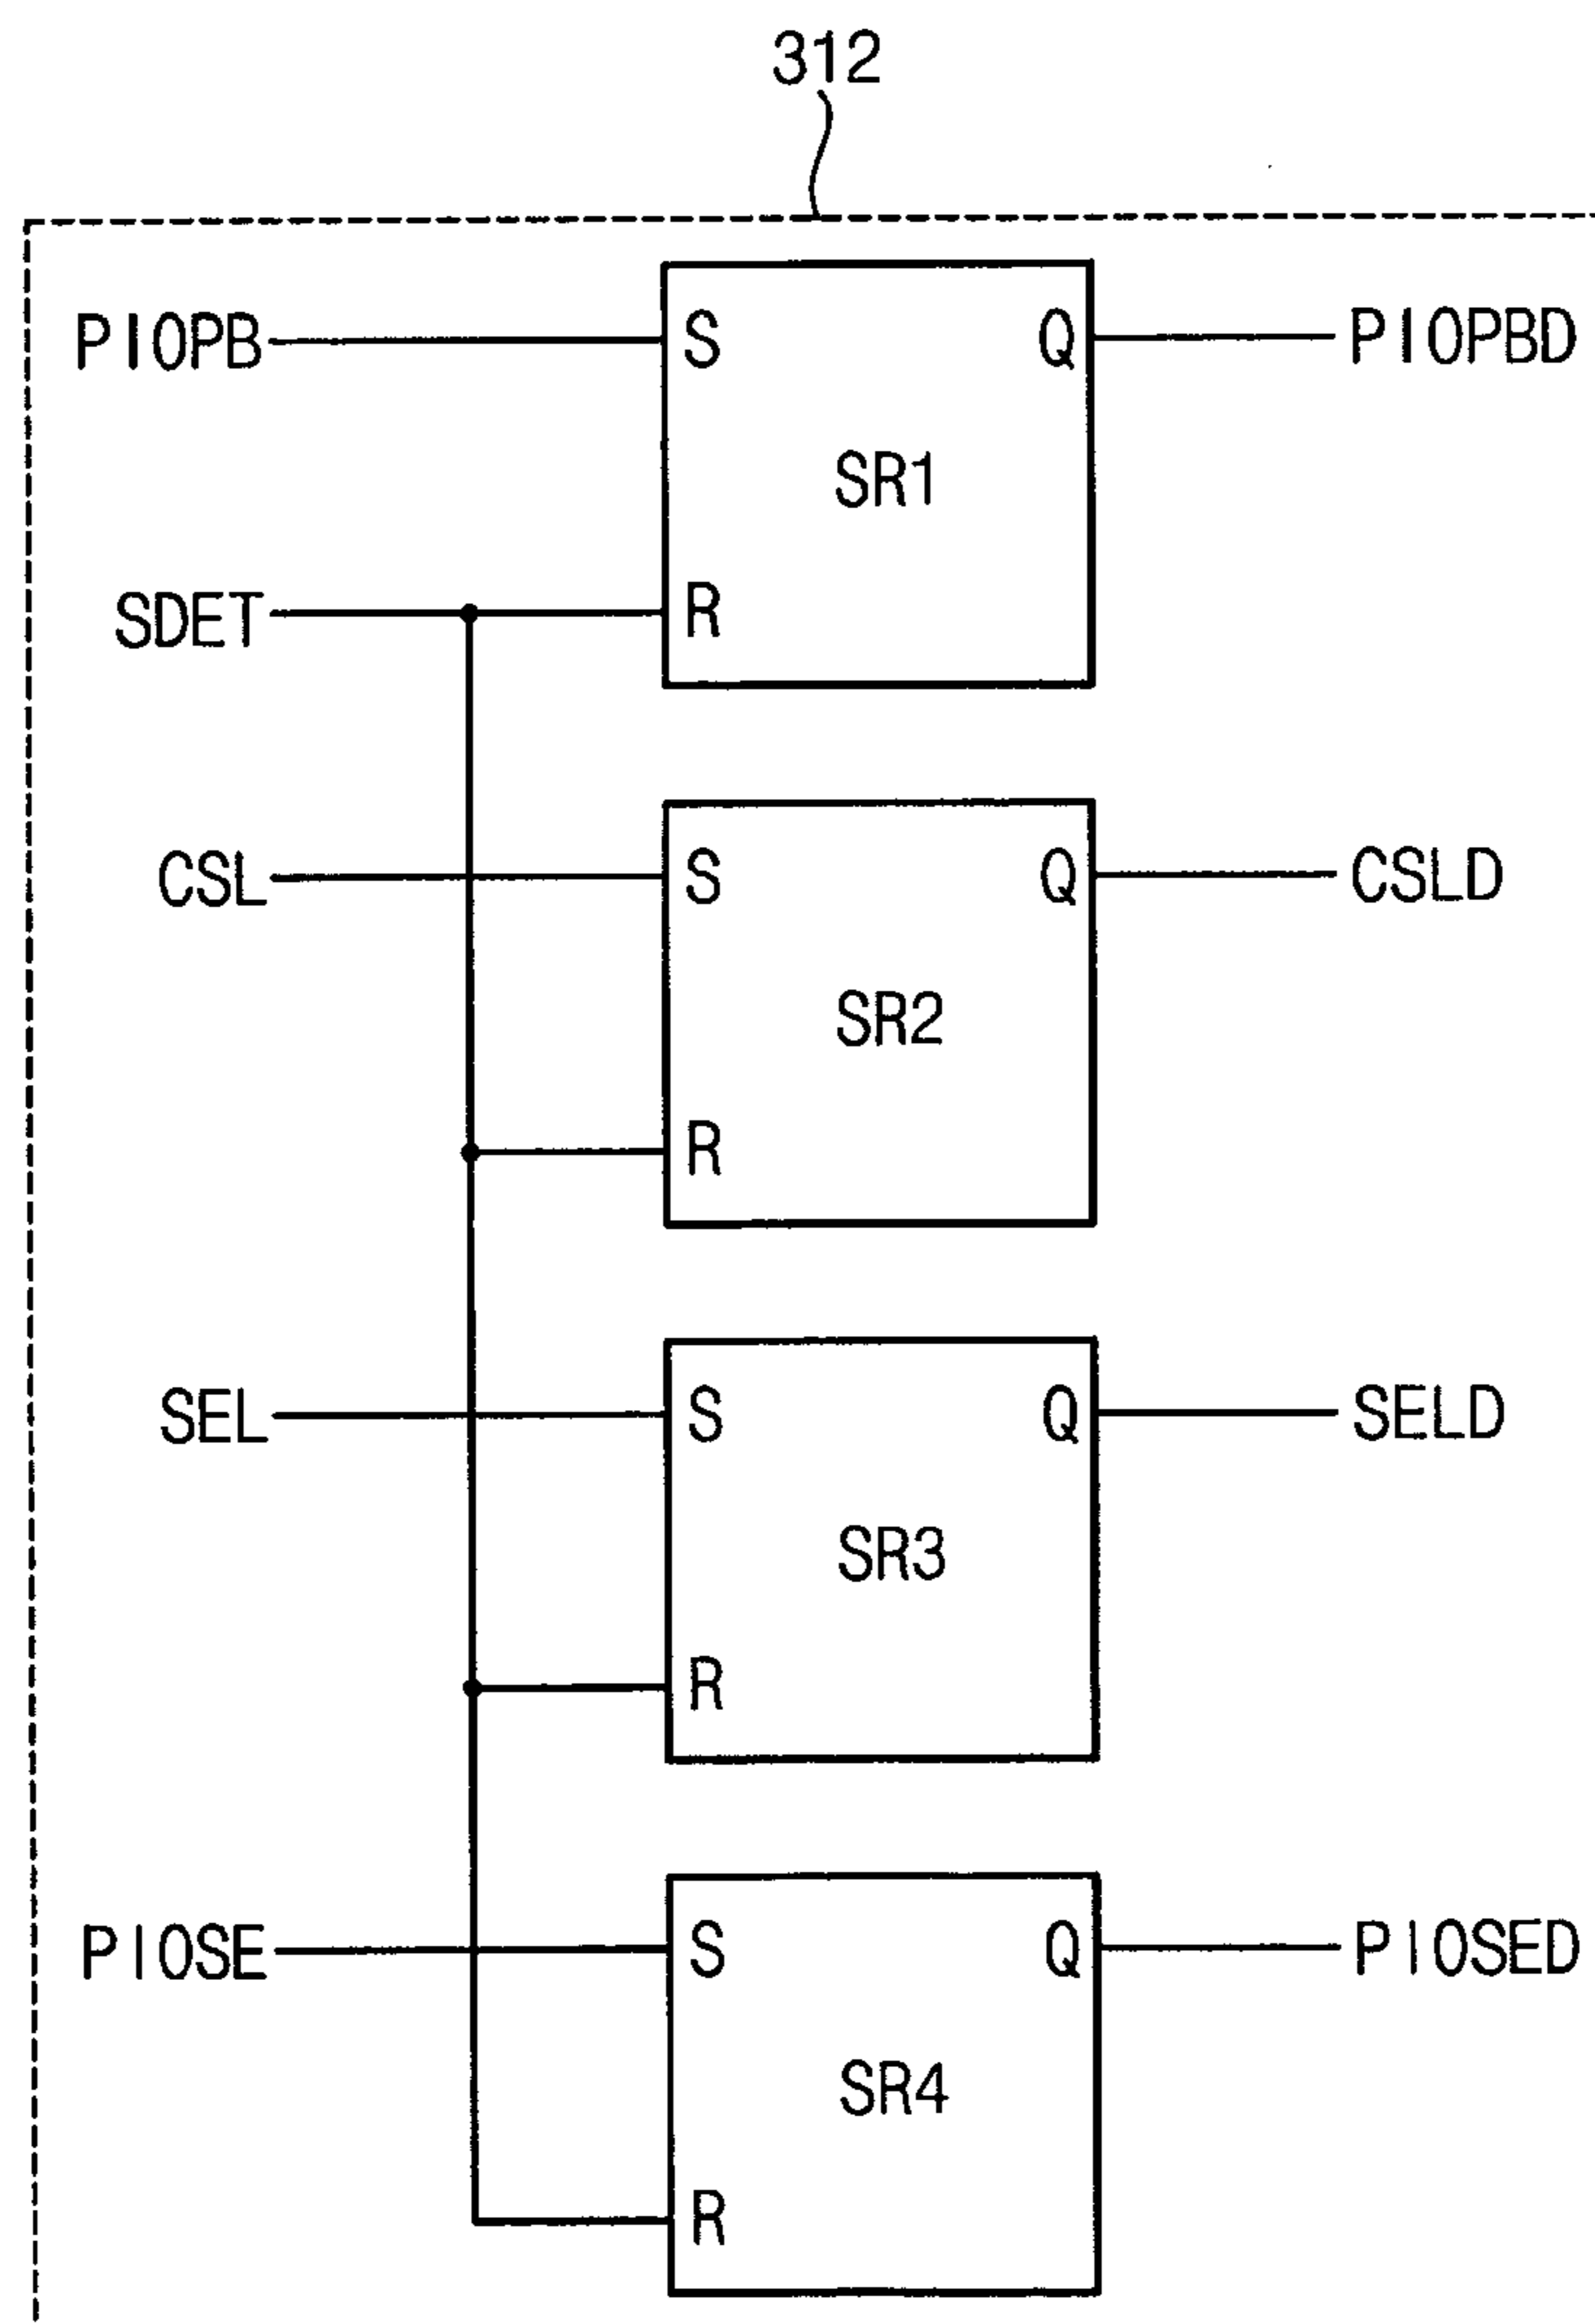 312
PIOPB S Q PIOPBD
SR1
SDET R
CSL S Q CSLD
SR2
R
SEL S Q SELD
SR3
R
PIOSE S Q PIOSED
SR4
R